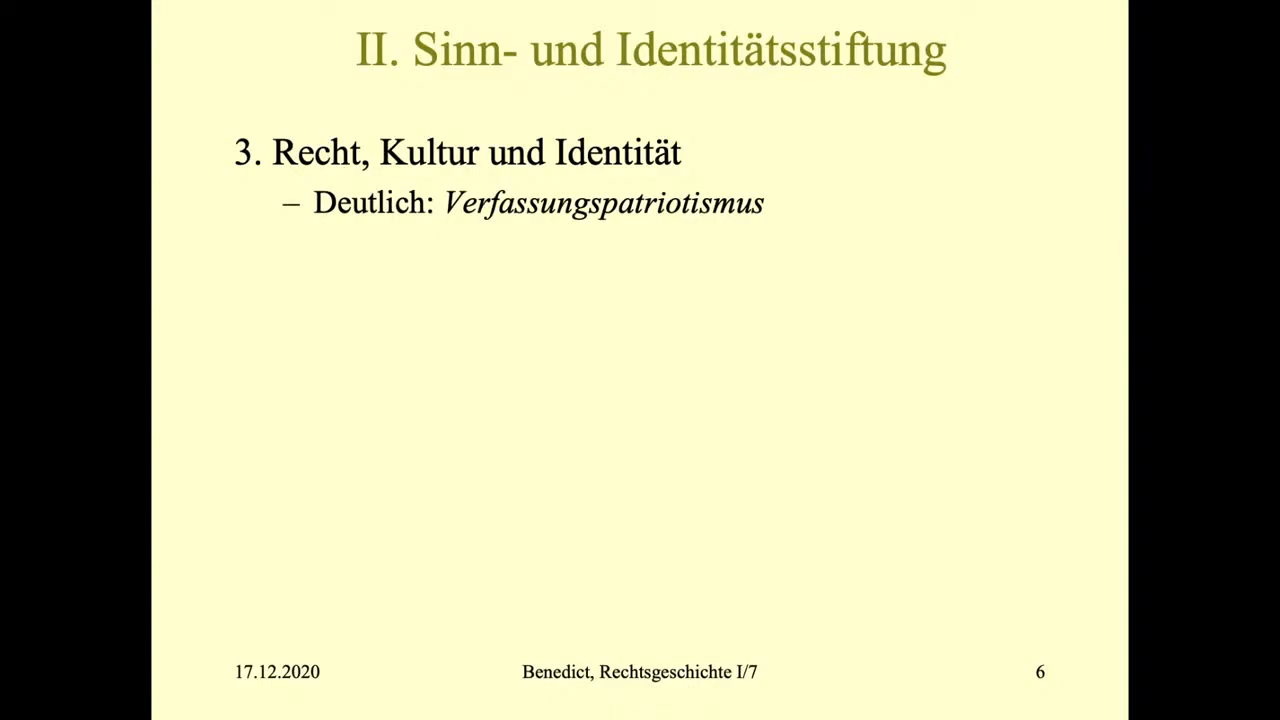 II. Sinn- und Identitätsstiftung
3. Recht, Kultur und Identität
– Deutlich: Verfassungspatriotismus
17.12.2020
Benedict, Rechtsgeschichte I/7
6